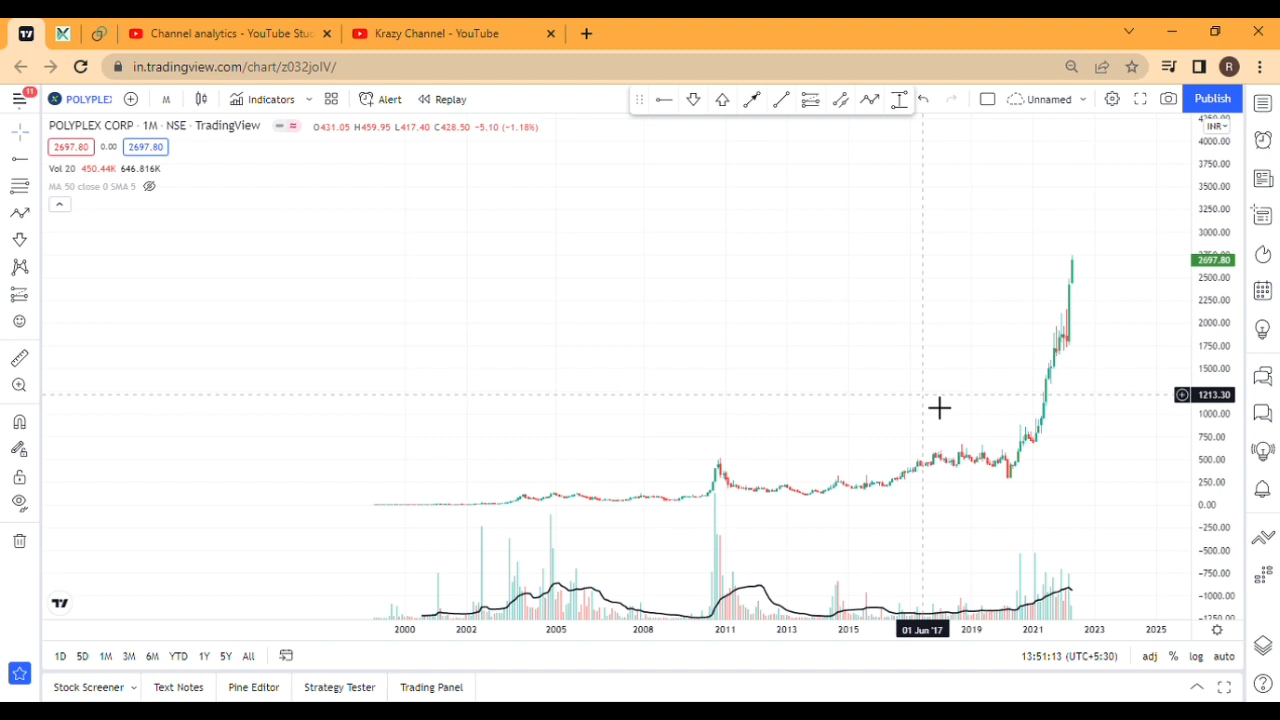 Channel analytics - YouTube Stu
Krazy Channel - YouTube
in.tradingview.com/chart/z032joIV/
R
11
POLYPLEX
M
Indicators
Alert
Replay
Unnamed
Publish
POLYPLEX CORP · 1M · NSE · TradingView
O431.05 H459.95 L417.40 C428.50 -5.10 (-1.18%)
INR
2697.80 0.00 2697.80
Vol 20 450.44K 646.816K
MA 50 close 0 SMA 5
4000.00
3750.00
3500.00
3250.00
3000.00
2697.80
2500.00
2250.00
2000.00
1750.00
1500.00
1213.30
1000.00
750.00
500.00
250.00
0.00
-250.00
-500.00
-750.00
-1000.00
2000 2002 2005 2008 2011 2013 2015 01 Jun '17 2019 2021 2023 2025
1D 5D 1M 3M 6M YTD 1Y 5Y All
13:51:13 (UTC+5:30) adj % log auto
Stock Screener Text Notes Pine Editor Strategy Tester Trading Panel